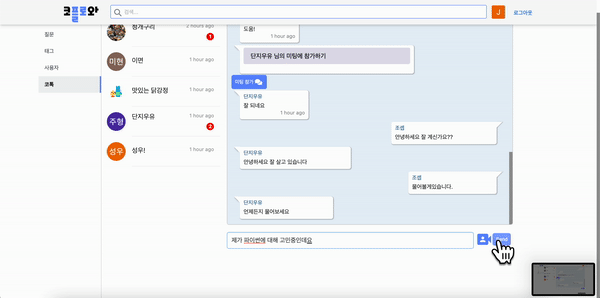 코플로와
검색...
J
로그아웃
질문
태그
사용자
코톡
청개구리
2 hours ago
1
미현
이면
1 hour ago
맛있는 닭강정
1 hour ago
주형
단지우유
1 hour ago
2
성우
성우!
1 hour ago
도움!
1 hour ago
단지우유 님의 미팅에 참가하기
미팅 참가
단지우유
잘 되네요
1 hour ago
조셉
안녕하세요 잘 계신가요??
단지우유
안녕하세요 잘 살고 있습니다
조셉
물어볼게있습니다.
단지우유
언제든지 물어보세요
제가 파이썬에 대해 고민중인데요